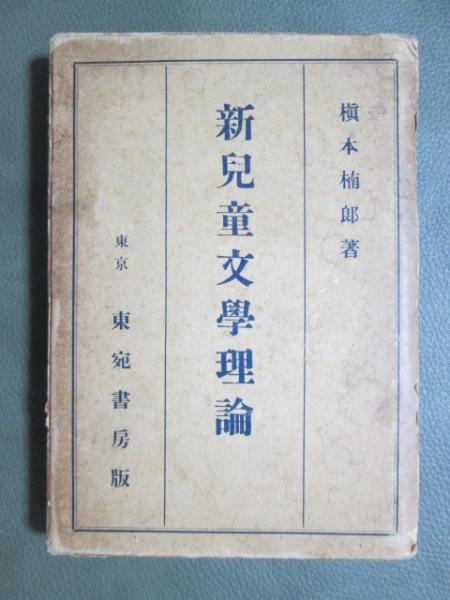 槇本楠郎著
新兒童文學理論
東京 東宛書房版